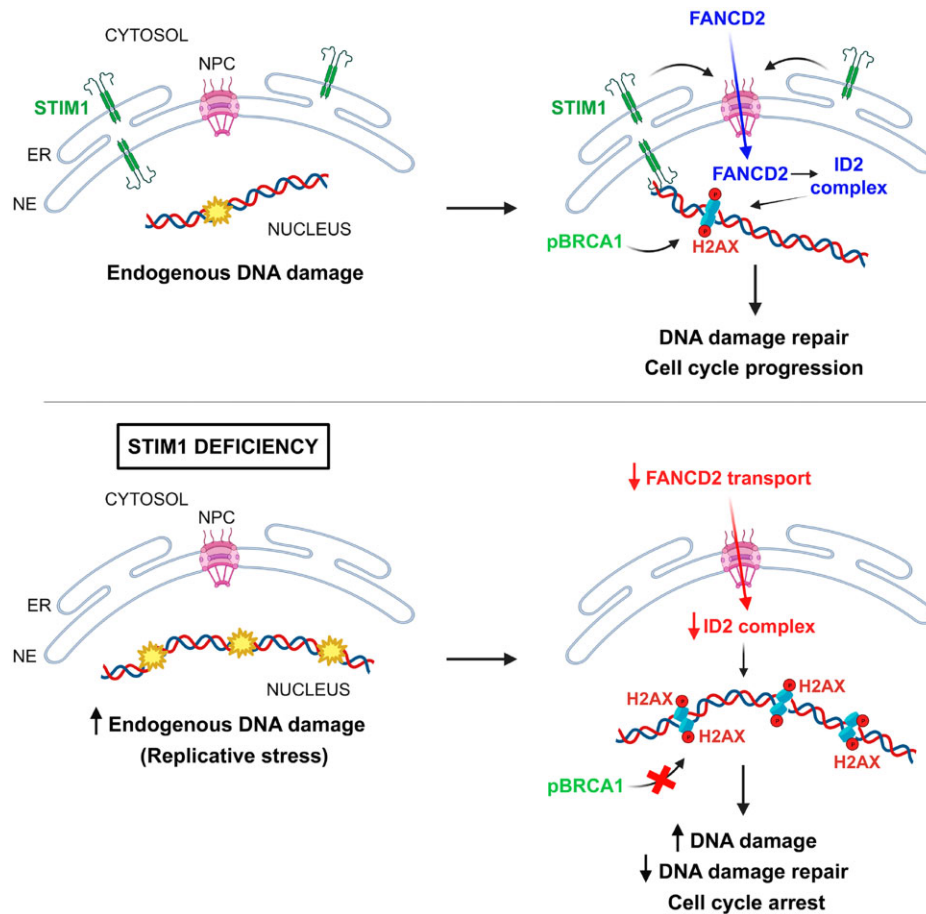 CYTOSOL
NPC
STIM1
ER
NE
NUCLEUS
Endogenous DNA damage
FANCD2
STIM1
FANCD2
ID2
complex
pBRCA1
P
P
H2AX
DNA damage repair
Cell cycle progression
STIM1 DEFICIENCY
CYTOSOL
NPC
ER
NE
NUCLEUS
Endogenous DNA damage
(Replicative stress)
FANCD2 transport
ID2 complex
H2AX
P
P
H2AX
H2AX
P
P
P
P
H2AX
pBRCA1
DNA damage
DNA damage repair
Cell cycle arrest